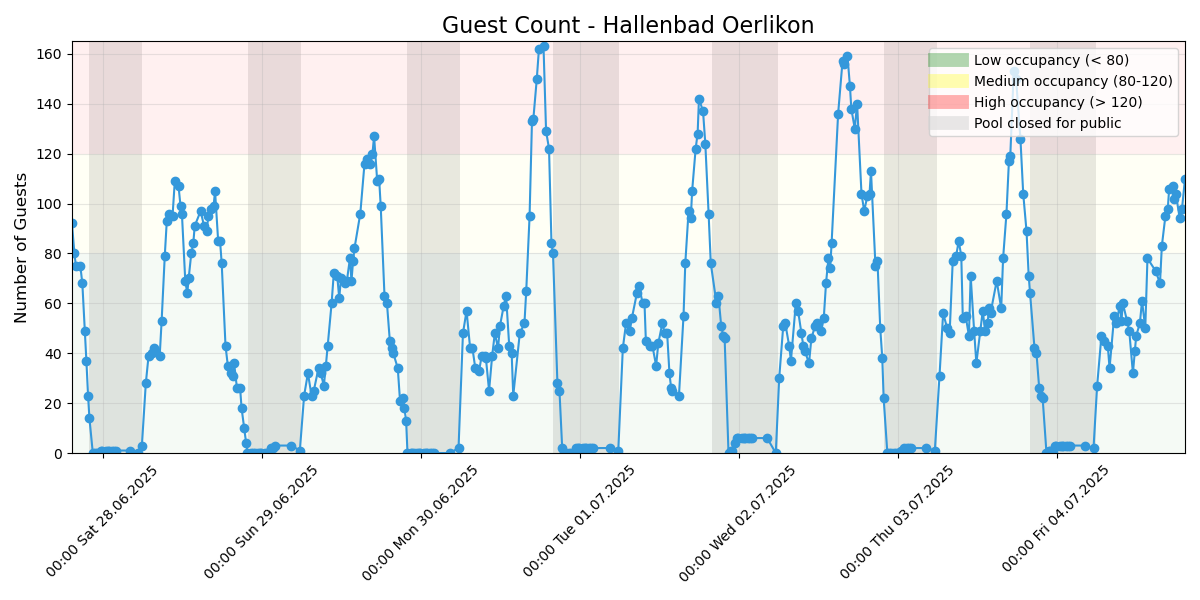 Guest Count - Hallenbad Oerlikon
Number of Guests
160
140
120
100
80
60
40
20
0
Low occupancy (< 80)
Medium occupancy (80-120)
High occupancy (> 120)
Pool closed for public
00:00 Sat 28.06.2025
00:00 Sun 29.06.2025
00:00 Mon 30.06.2025
00:00 Tue 01.07.2025
00:00 Wed 02.07.2025
00:00 Thu 03.07.2025
00:00 Fri 04.07.2025